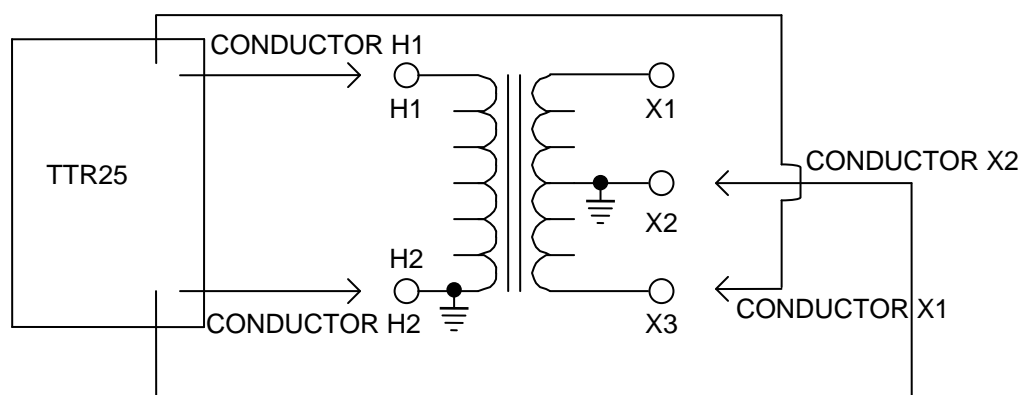 CONDUCTOR H1
H1
X1
TTR25
CONDUCTOR X2
X2
H2
CONDUCTOR H2
X3
CONDUCTOR X1